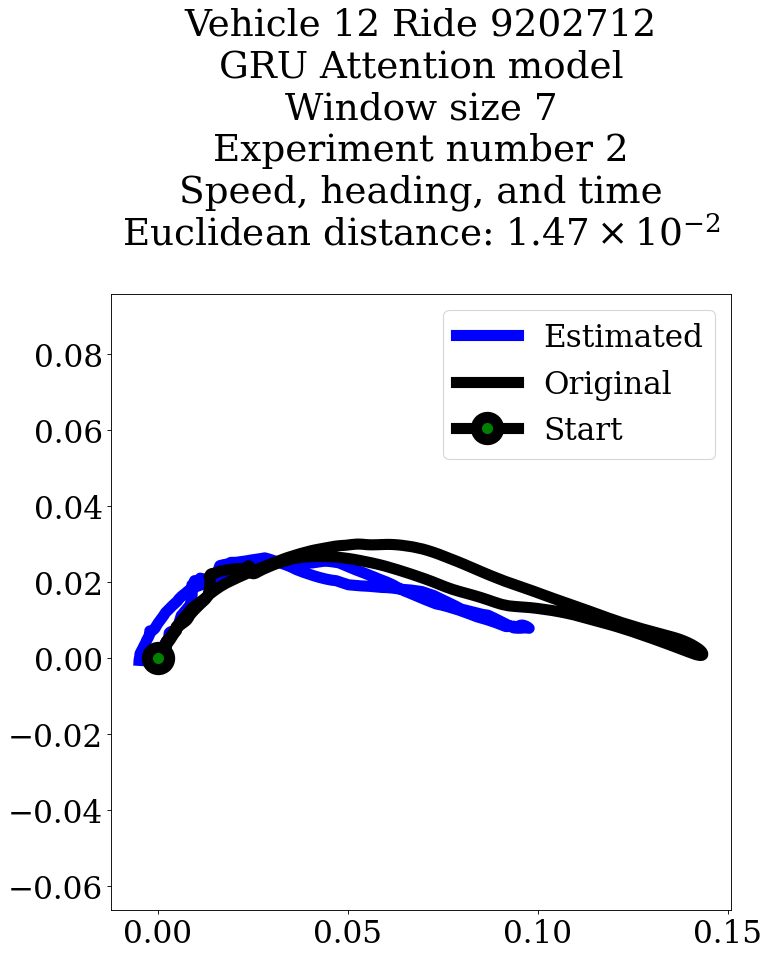 Vehicle 12 Ride 9202712
GRU Attention model
Window size 7
Experiment number 2
Speed, heading, and time
Euclidean distance: 1.47 × 10⁻²
Estimated
Original
Start
0.08
0.06
0.04
0.02
0.00
−0.02
−0.04
−0.06
0.00 0.05 0.10 0.15